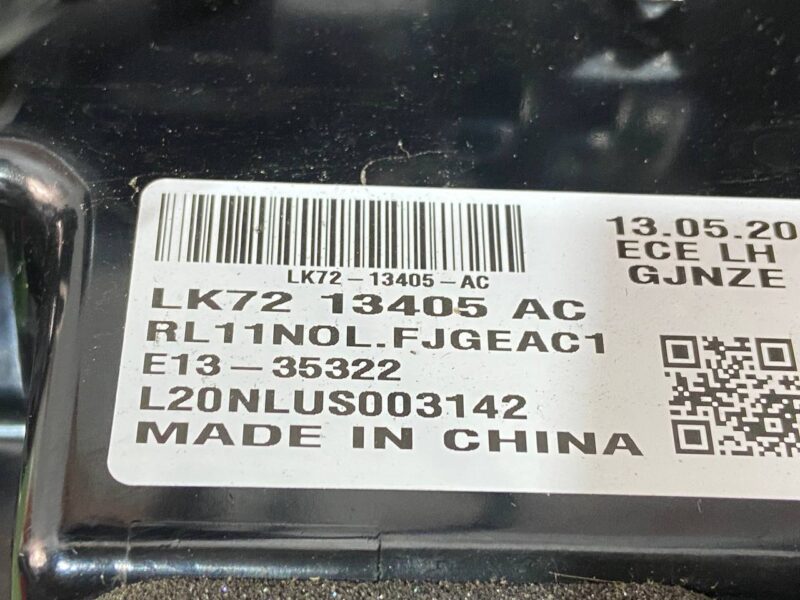 LK72-13405-AC
LK72 13405 AC
RL11NOL.FJGEAC1
E13-35322
L20NLUS003142
MADE IN CHINA
13.05.20
ECE LH
GJNZE